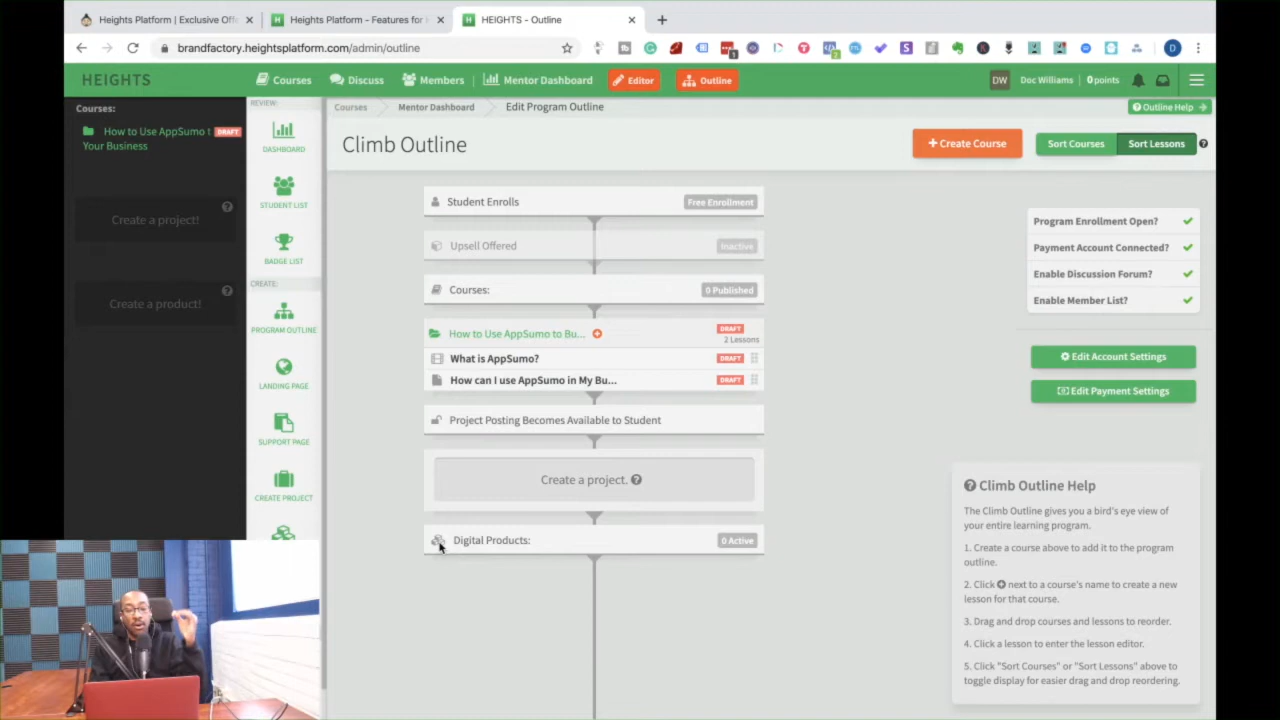 Heights Platform | Exclusive Off
Heights Platform - Features for
HEIGHTS - Outline
brandfactory.heightsplatform.com/admin/outline
HEIGHTS
Courses
Discuss
Members
Mentor Dashboard
Editor
Outline
DW
Doc Williams
0 points
Courses:
How to Use AppSumo t
DRAFT
Your Business
Create a project!
Create a product!
REVIEW:
DASHBOARD
STUDENT LIST
BADGE LIST
CREATE:
PROGRAM OUTLINE
LANDING PAGE
SUPPORT PAGE
CREATE PROJECT
Courses
Mentor Dashboard
Edit Program Outline
Outline Help
Climb Outline
Create Course
Sort Courses
Sort Lessons
Student Enrolls
Free Enrollment
Upsell Offered
Inactive
Courses:
0 Published
How to Use AppSumo to Bu...
DRAFT
2 Lessons
What is AppSumo?
DRAFT
How can I use AppSumo in My Bu...
DRAFT
Project Posting Becomes Available to Student
Create a project.
Digital Products:
0 Active
Program Enrollment Open?
Payment Account Connected?
Enable Discussion Forum?
Enable Member List?
Edit Account Settings
Edit Payment Settings
Climb Outline Help
The Climb Outline gives you a bird's eye view of
your entire learning program.
1. Create a course above to add it to the program
outline.
2. Click next to a course's name to create a new
lesson for that course.
3. Drag and drop courses and lessons to reorder.
4. Click a lesson to enter the lesson editor.
5. Click "Sort Courses" or "Sort Lessons" above to
toggle display for easier drag and drop reordering.